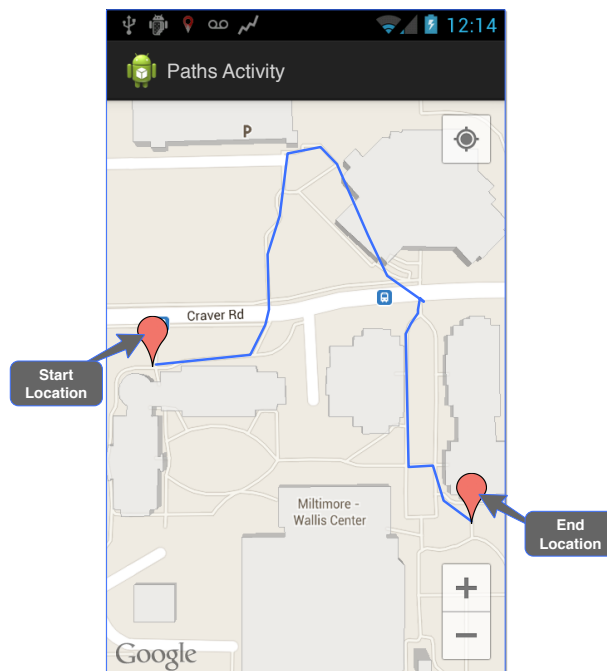 12:14
Paths Activity
P
Craver Rd
Start
Location
Miltimore -
Wallis Center
End
Location
+
−
Google